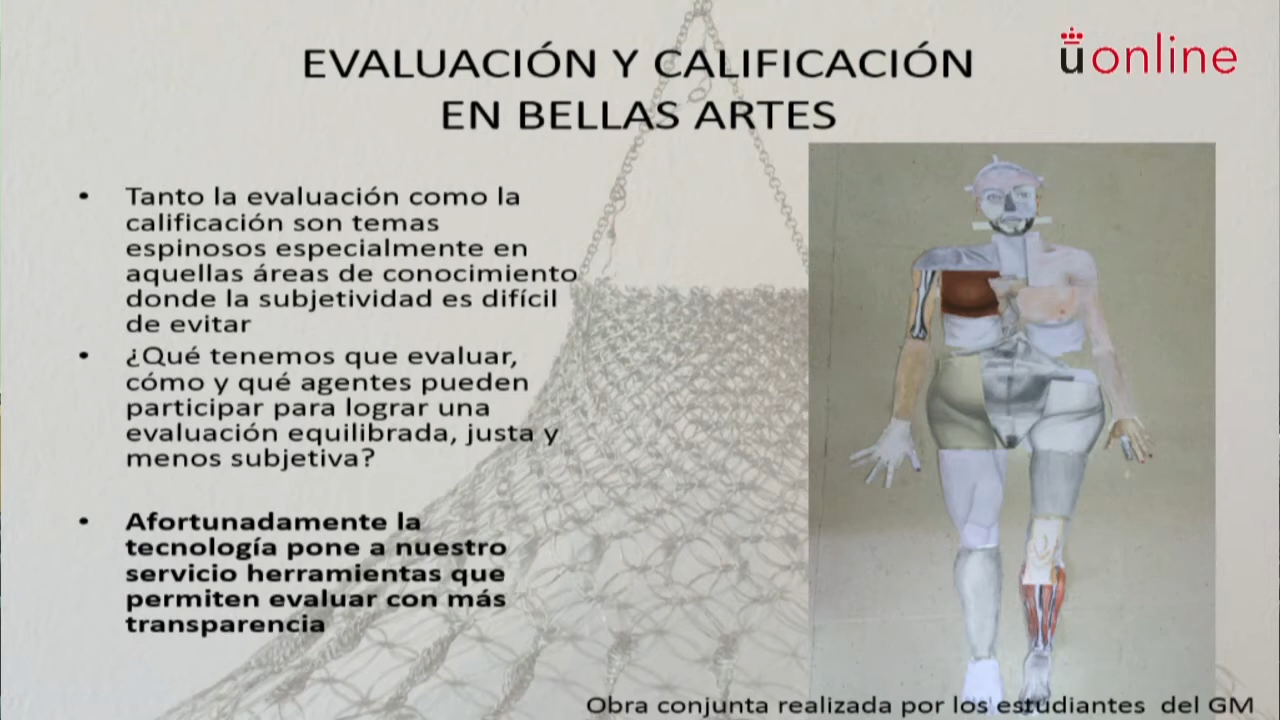 EVALUACIÓN Y CALIFICACIÓN
EN BELLAS ARTES
üonline
• Tanto la evaluación como la
calificación son temas
espinosos especialmente en
aquellas áreas de conocimiento
donde la subjetividad es difícil
de evitar
• ¿Qué tenemos que evaluar,
cómo y qué agentes pueden
participar para lograr una
evaluación equilibrada, justa y
menos subjetiva?
• Afortunadamente la
tecnología pone a nuestro
servicio herramientas que
permiten evaluar con más
transparencia
Obra conjunta realizada por los estudiantes del GM